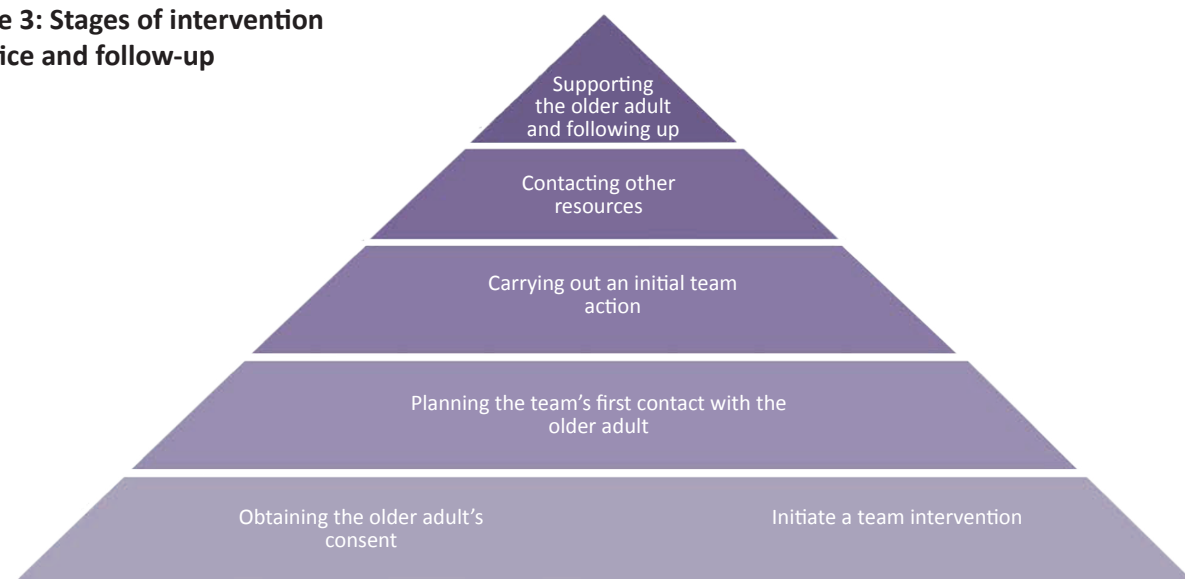 e 3: Stages of intervention
ice and follow-up
Supporting
the older adult
and following up
Contacting other
resources
Carrying out an initial team
action
Planning the team’s first contact with the
older adult
Obtaining the older adult’s
consent
Initiate a team intervention